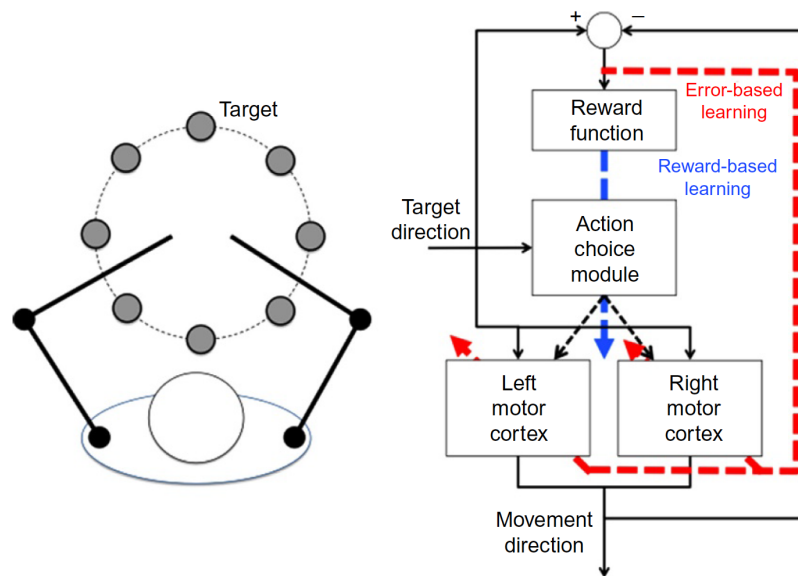 Target
+ –
Error-based
learning
Reward
function
Reward-based
learning
Target
direction
Action
choice
module
Left
motor
cortex
Right
motor
cortex
Movement
direction